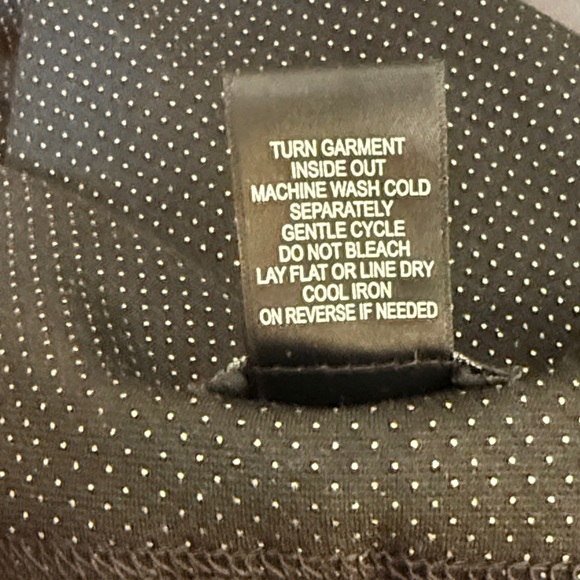 TURN GARMENT
INSIDE OUT
MACHINE WASH COLD
SEPARATELY
GENTLE CYCLE
DO NOT BLEACH
LAY FLAT OR LINE DRY
COOL IRON
ON REVERSE IF NEEDED